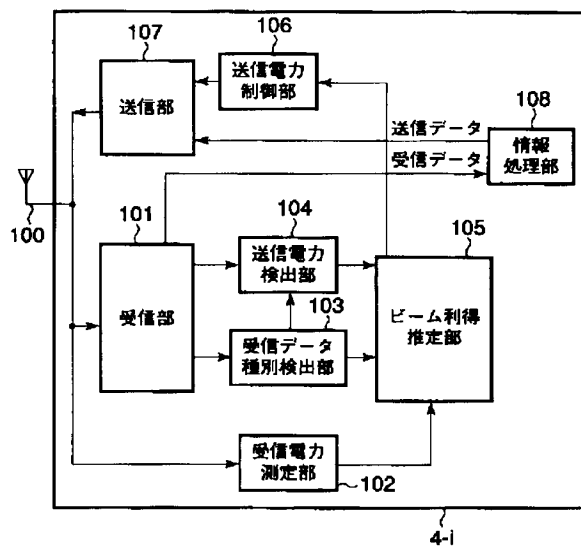 106
107
送信電力
制御部
送信部
送信データ
108
情報
処理部
受信データ
100
101
104
105
送信電力
検出部
103
受信部
ビーム利得
推定部
受信データ
種別検出部
受信電力
測定部
102
4-i